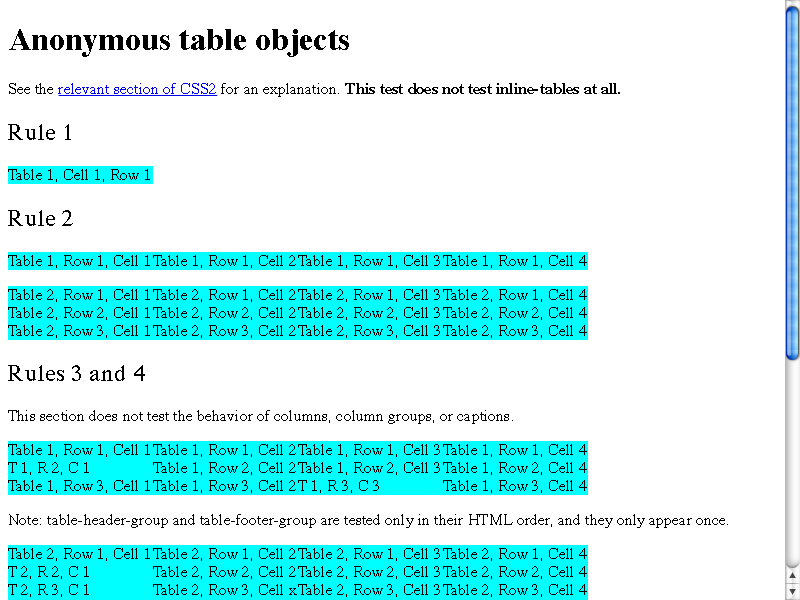 Anonymous table objects
See the relevant section of CSS2 for an explanation. This test does not test inline-tables at all.
Rule 1
Table 1, Cell 1, Row 1
Rule 2
Table 1, Row 1, Cell 1Table 1, Row 1, Cell 2Table 1, Row 1, Cell 3Table 1, Row 1, Cell 4
Table 2, Row 1, Cell 1Table 2, Row 1, Cell 2Table 2, Row 1, Cell 3Table 2, Row 1, Cell 4
Table 2, Row 2, Cell 1Table 2, Row 2, Cell 2Table 2, Row 2, Cell 3Table 2, Row 2, Cell 4
Table 2, Row 3, Cell 1Table 2, Row 3, Cell 2Table 2, Row 3, Cell 3Table 2, Row 3, Cell 4
Rules 3 and 4
This section does not test the behavior of columns, column groups, or captions.
Table 1, Row 1, Cell 1Table 1, Row 1, Cell 2Table 1, Row 1, Cell 3Table 1, Row 1, Cell 4
T 1, R 2, C 1 Table 1, Row 2, Cell 2Table 1, Row 2, Cell 3Table 1, Row 2, Cell 4
Table 1, Row 3, Cell 1Table 1, Row 3, Cell 2T 1, R 3, C 3 Table 1, Row 3, Cell 4
Note: table-header-group and table-footer-group are tested only in their HTML order, and they only appear once.
Table 2, Row 1, Cell 1Table 2, Row 1, Cell 2Table 2, Row 1, Cell 3Table 2, Row 1, Cell 4
T 2, R 2, C 1 Table 2, Row 2, Cell 2Table 2, Row 2, Cell 3Table 2, Row 2, Cell 4
T 2, R 3, C 1 Table 2, Row 3, Cell xTable 2, Row 3, Cell 3Table 2, Row 3, Cell 4